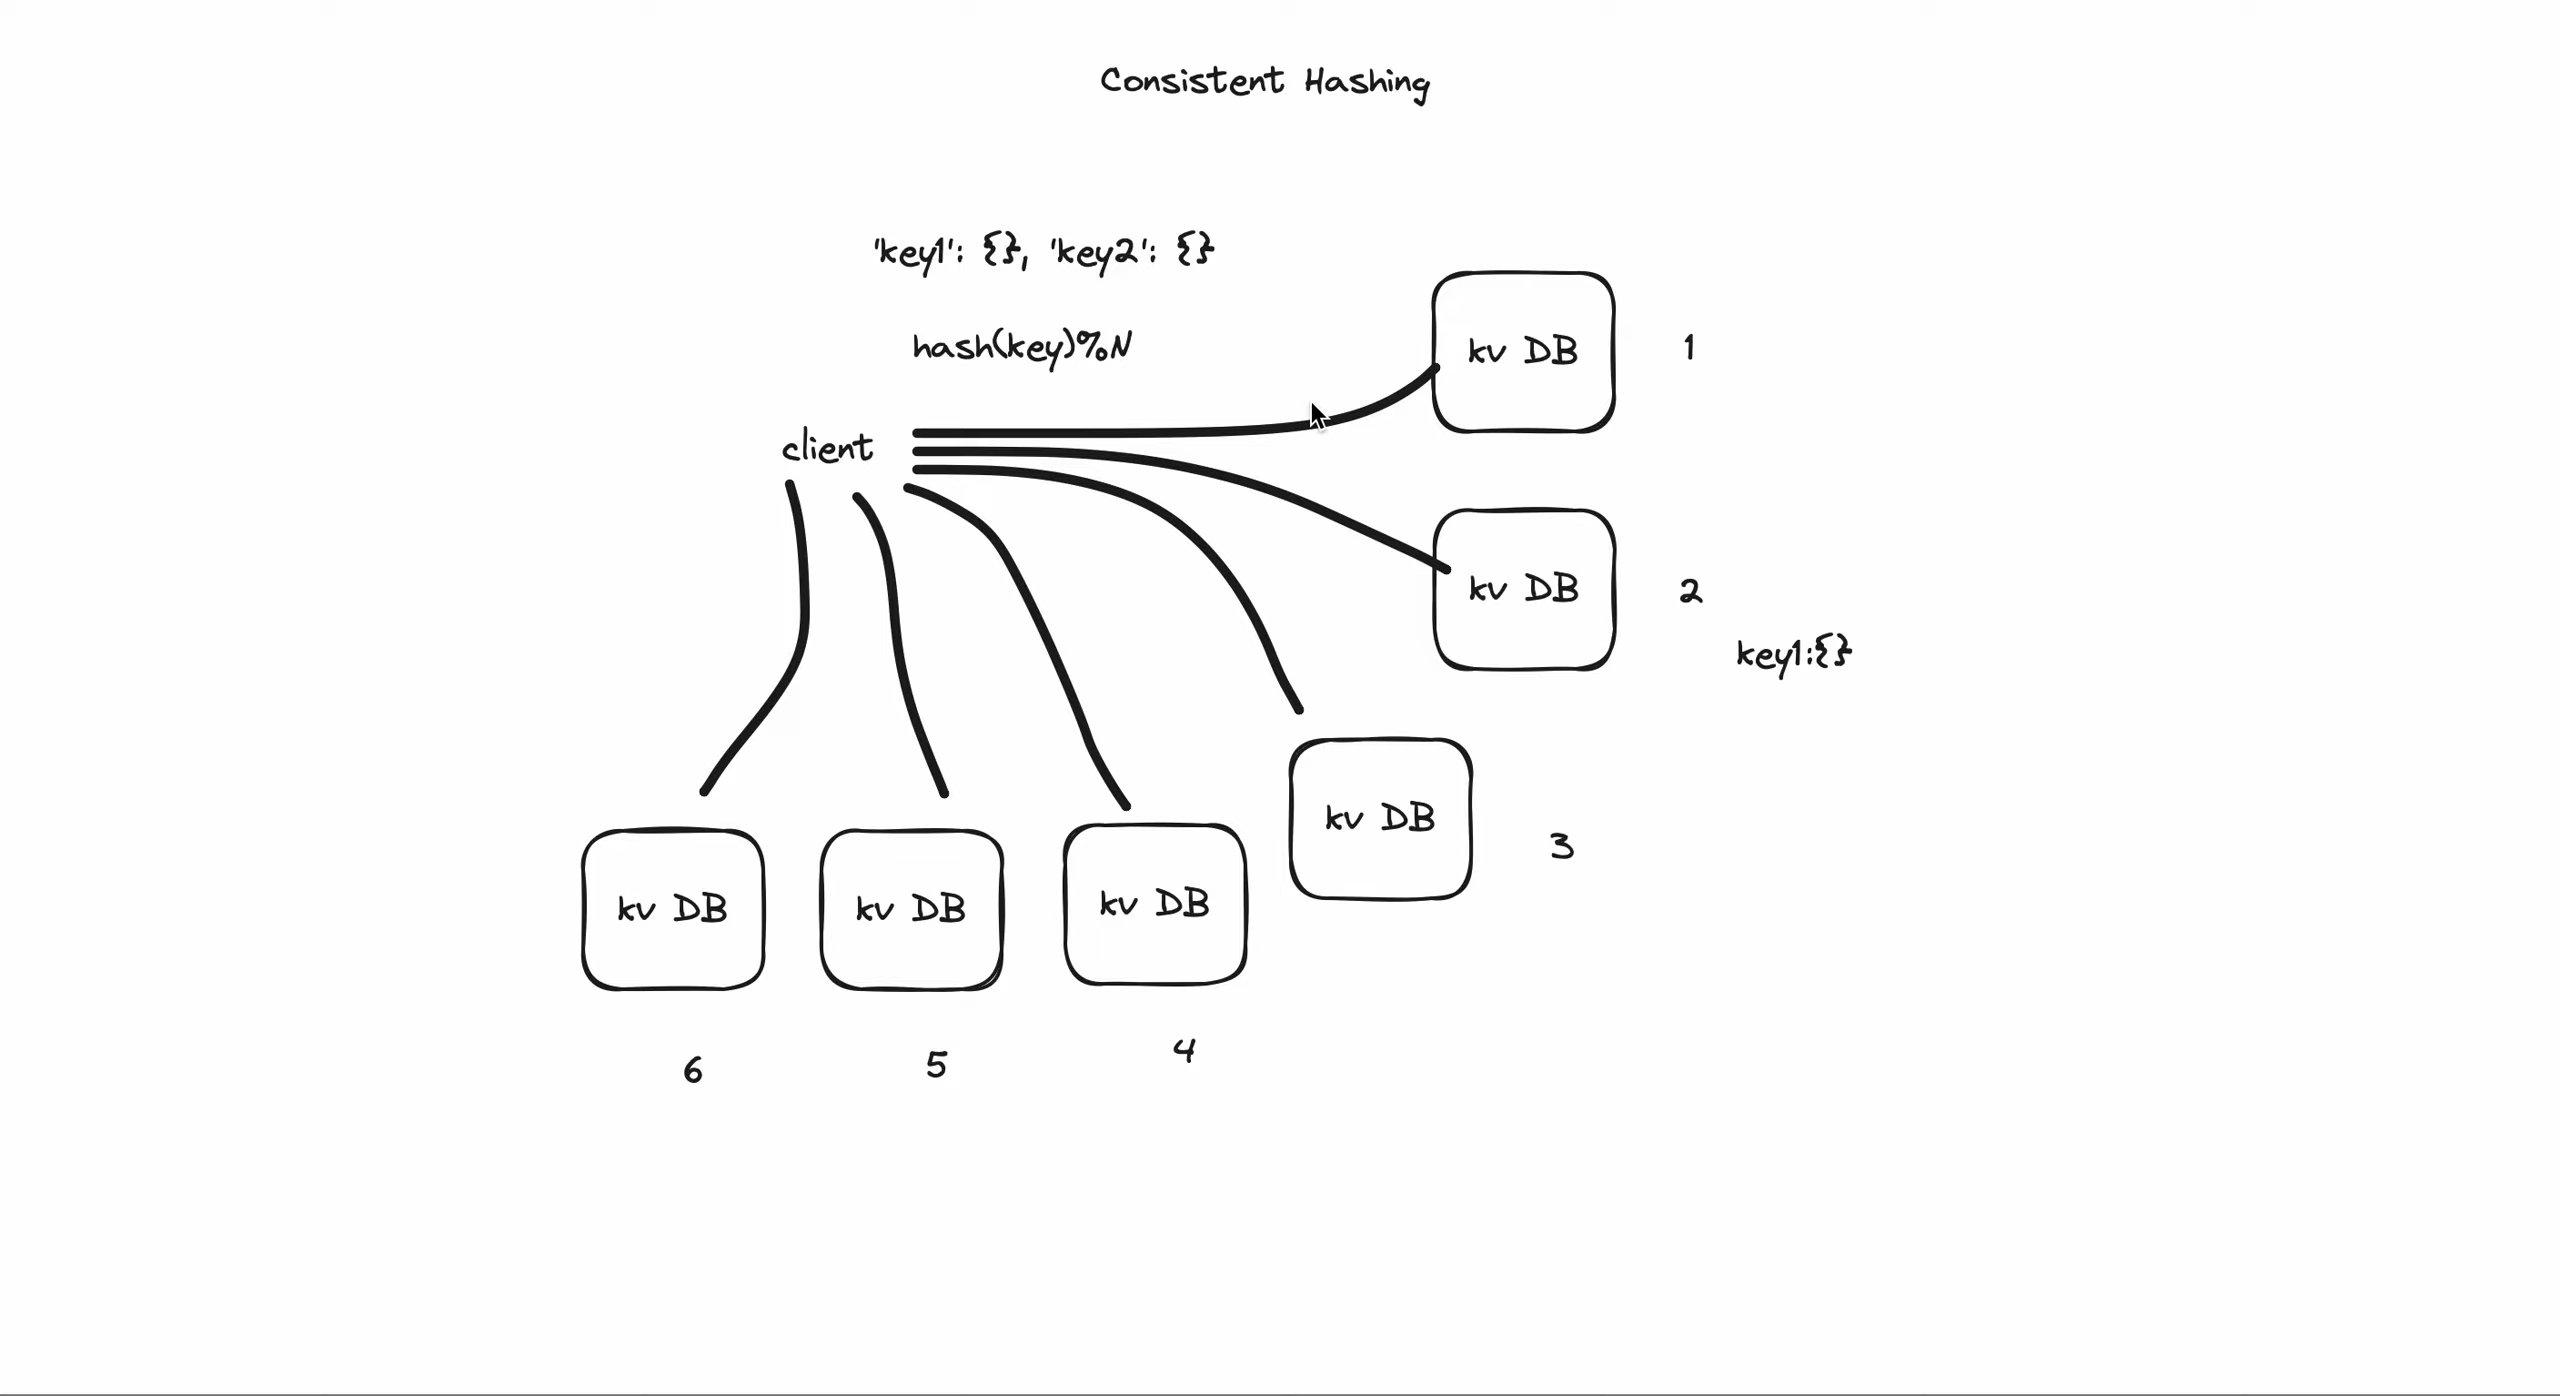 Consistent Hashing
'key1': {}, 'key2': {}
hash(key)%N
client
kv DB
1
kv DB
2
key1:{}
kv DB
3
kv DB
4
kv DB
5
kv DB
6